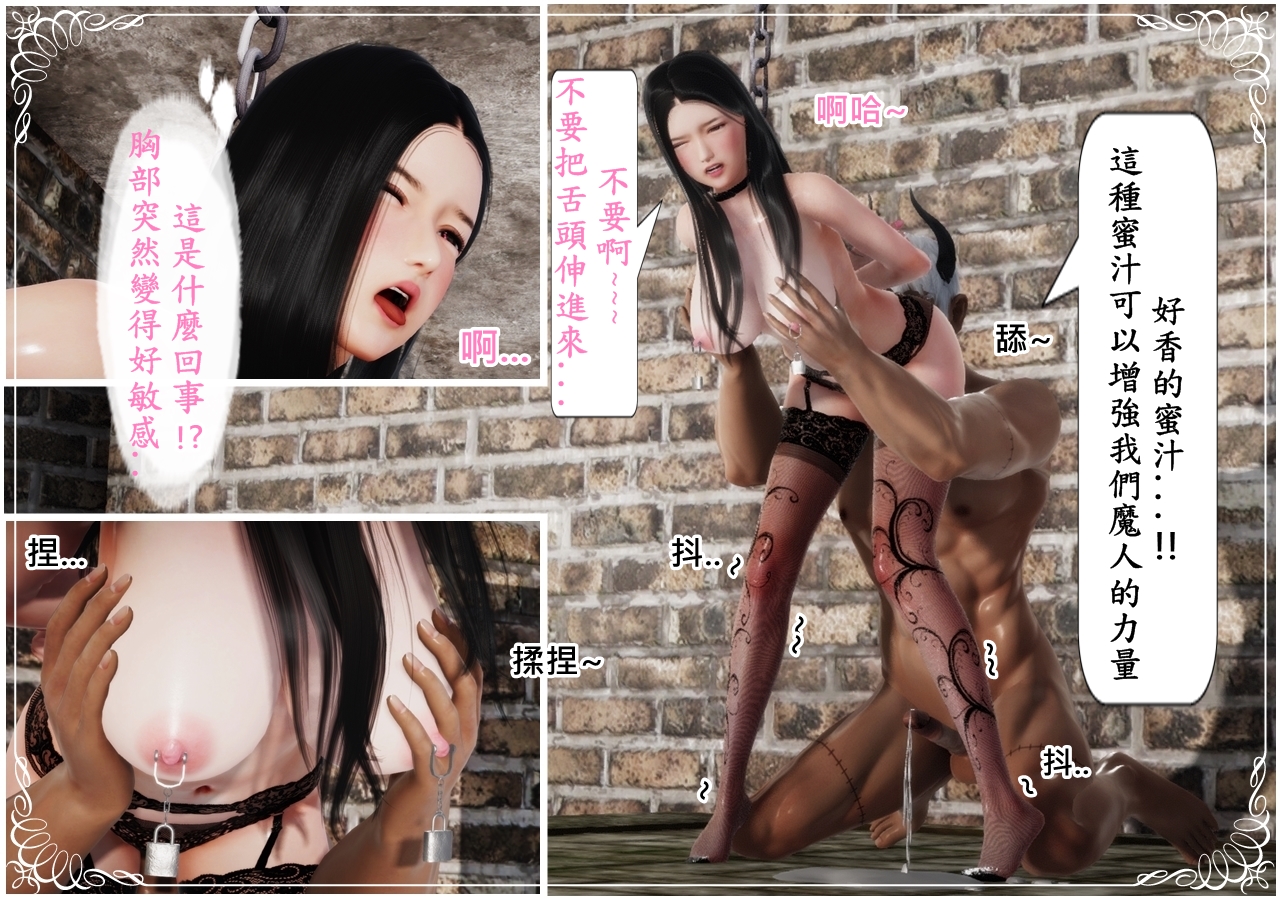 這是什麼回事!?
胸部突然變得好敏感..
啊...
捏...
揉捏~
不要啊~~~
不要把舌頭伸進來...
啊哈~
好香的蜜汁...!!
這種蜜汁可以增強我們魔人的力量
舔~
抖..~
抖..